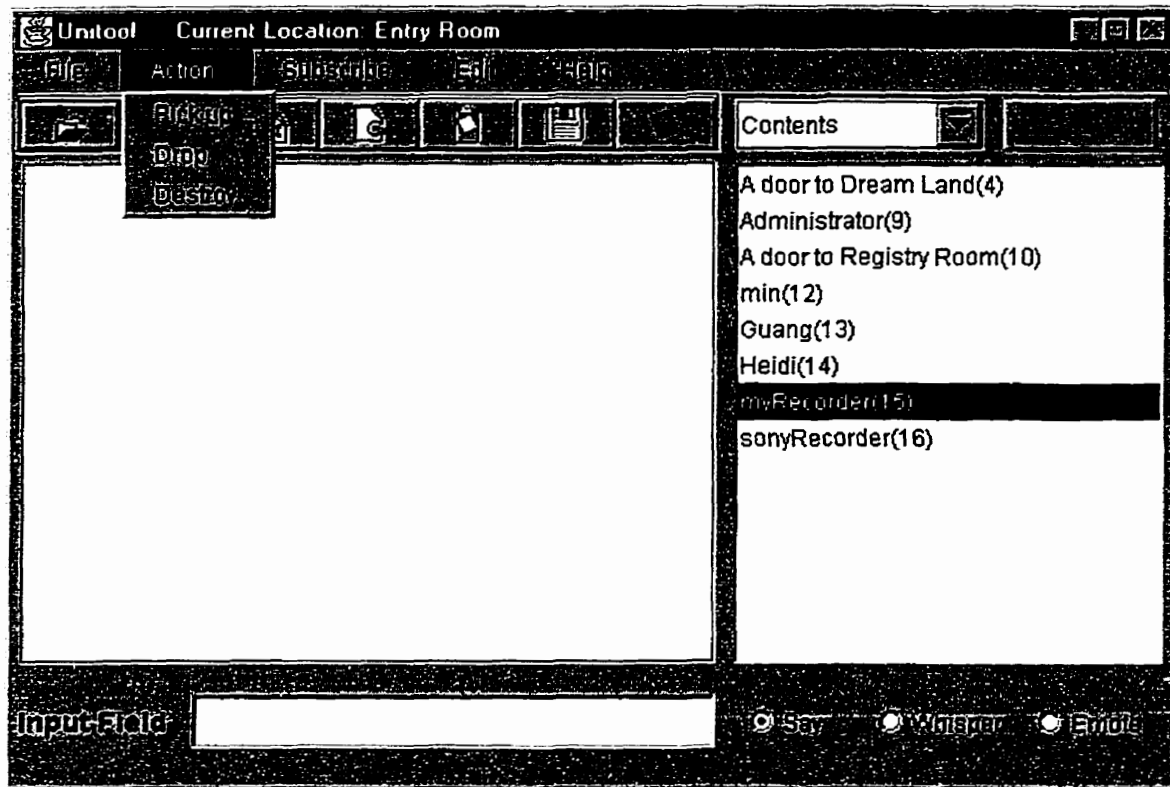 Unitool Current Location: Entry Room
File Action Subscribe Edit Help
Pickup
Drop
Destroy
Contents
A door to Dream Land(4)
Administrator(9)
A door to Registry Room(10)
min(12)
Guang(13)
Heidi(14)
myRecorder(15)
sonyRecorder(16)
Input Field
Say Whisper Emote